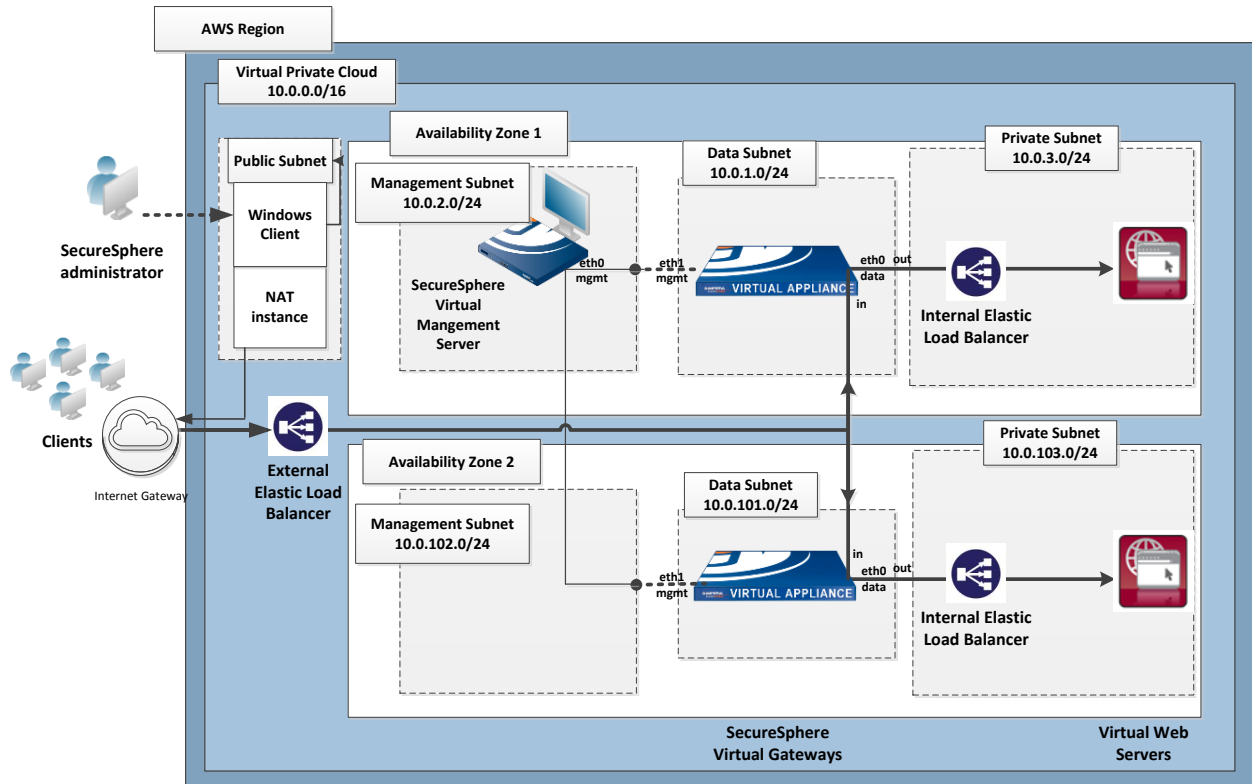 AWS Region
Virtual Private Cloud
10.0.0.0/16
Availability Zone 1
Private Subnet
10.0.3.0/24
Public Subnet
Data Subnet
10.0.1.0/24
Management Subnet
10.0.2.0/24
Windows
Client
SecureSphere
administrator
NAT
instance
eth0
mgmt
eth1
mgmt
VIRTUAL APPLIANCE
eth0
data
out
in
SecureSphere
Virtual
Mangement
Server
Internal Elastic
Load Balancer
Clients
Internet Gateway
External
Elastic Load
Balancer
Availability Zone 2
Private Subnet
10.0.103.0/24
Data Subnet
10.0.101.0/24
Management Subnet
10.0.102.0/24
in
eth1
mgmt
VIRTUAL APPLIANCE
eth0
data
out
Internal Elastic
Load Balancer
SecureSphere
Virtual Gateways
Virtual Web
Servers